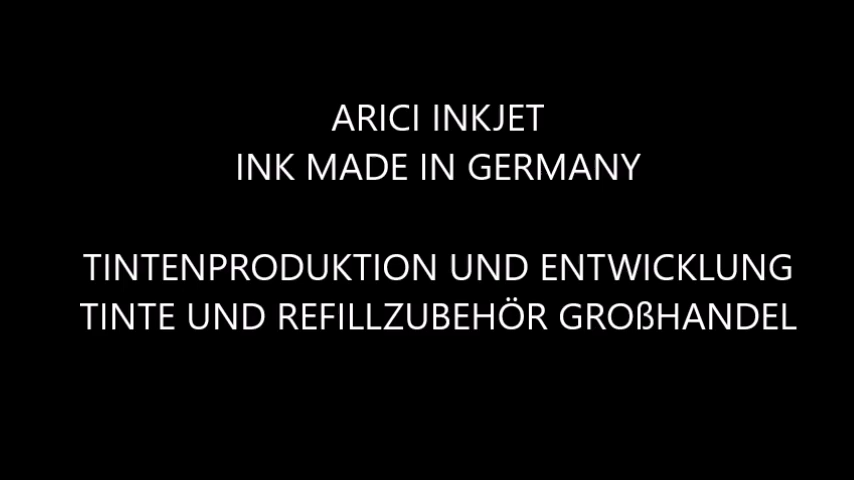 ARICI INKJET
INK MADE IN GERMANY
TINTENPRODUKTION UND ENTWICKLUNG
TINTE UND REFILLZUBEHÖR GROßHANDEL